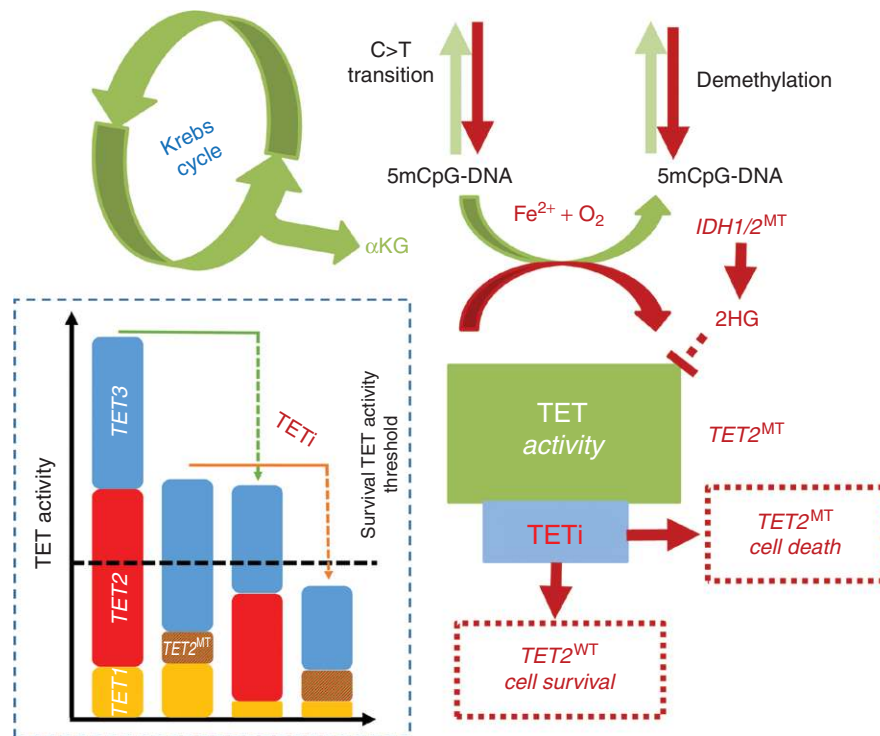 C>T
transition
Demethylation
Krebs
cycle
5mCpG-DNA
5mCpG-DNA
Fe²⁺ + O₂
IDH1/2ᴹᵀ
αKG
2HG
TET
activity
TET2ᴹᵀ
TETi
TET2ᴹᵀ
cell death
TET2ᵂᵀ
cell survival
TET activity
TET3
TET2
TET1
TET2ᴹᵀ
TETi
Survival TET activity
threshold